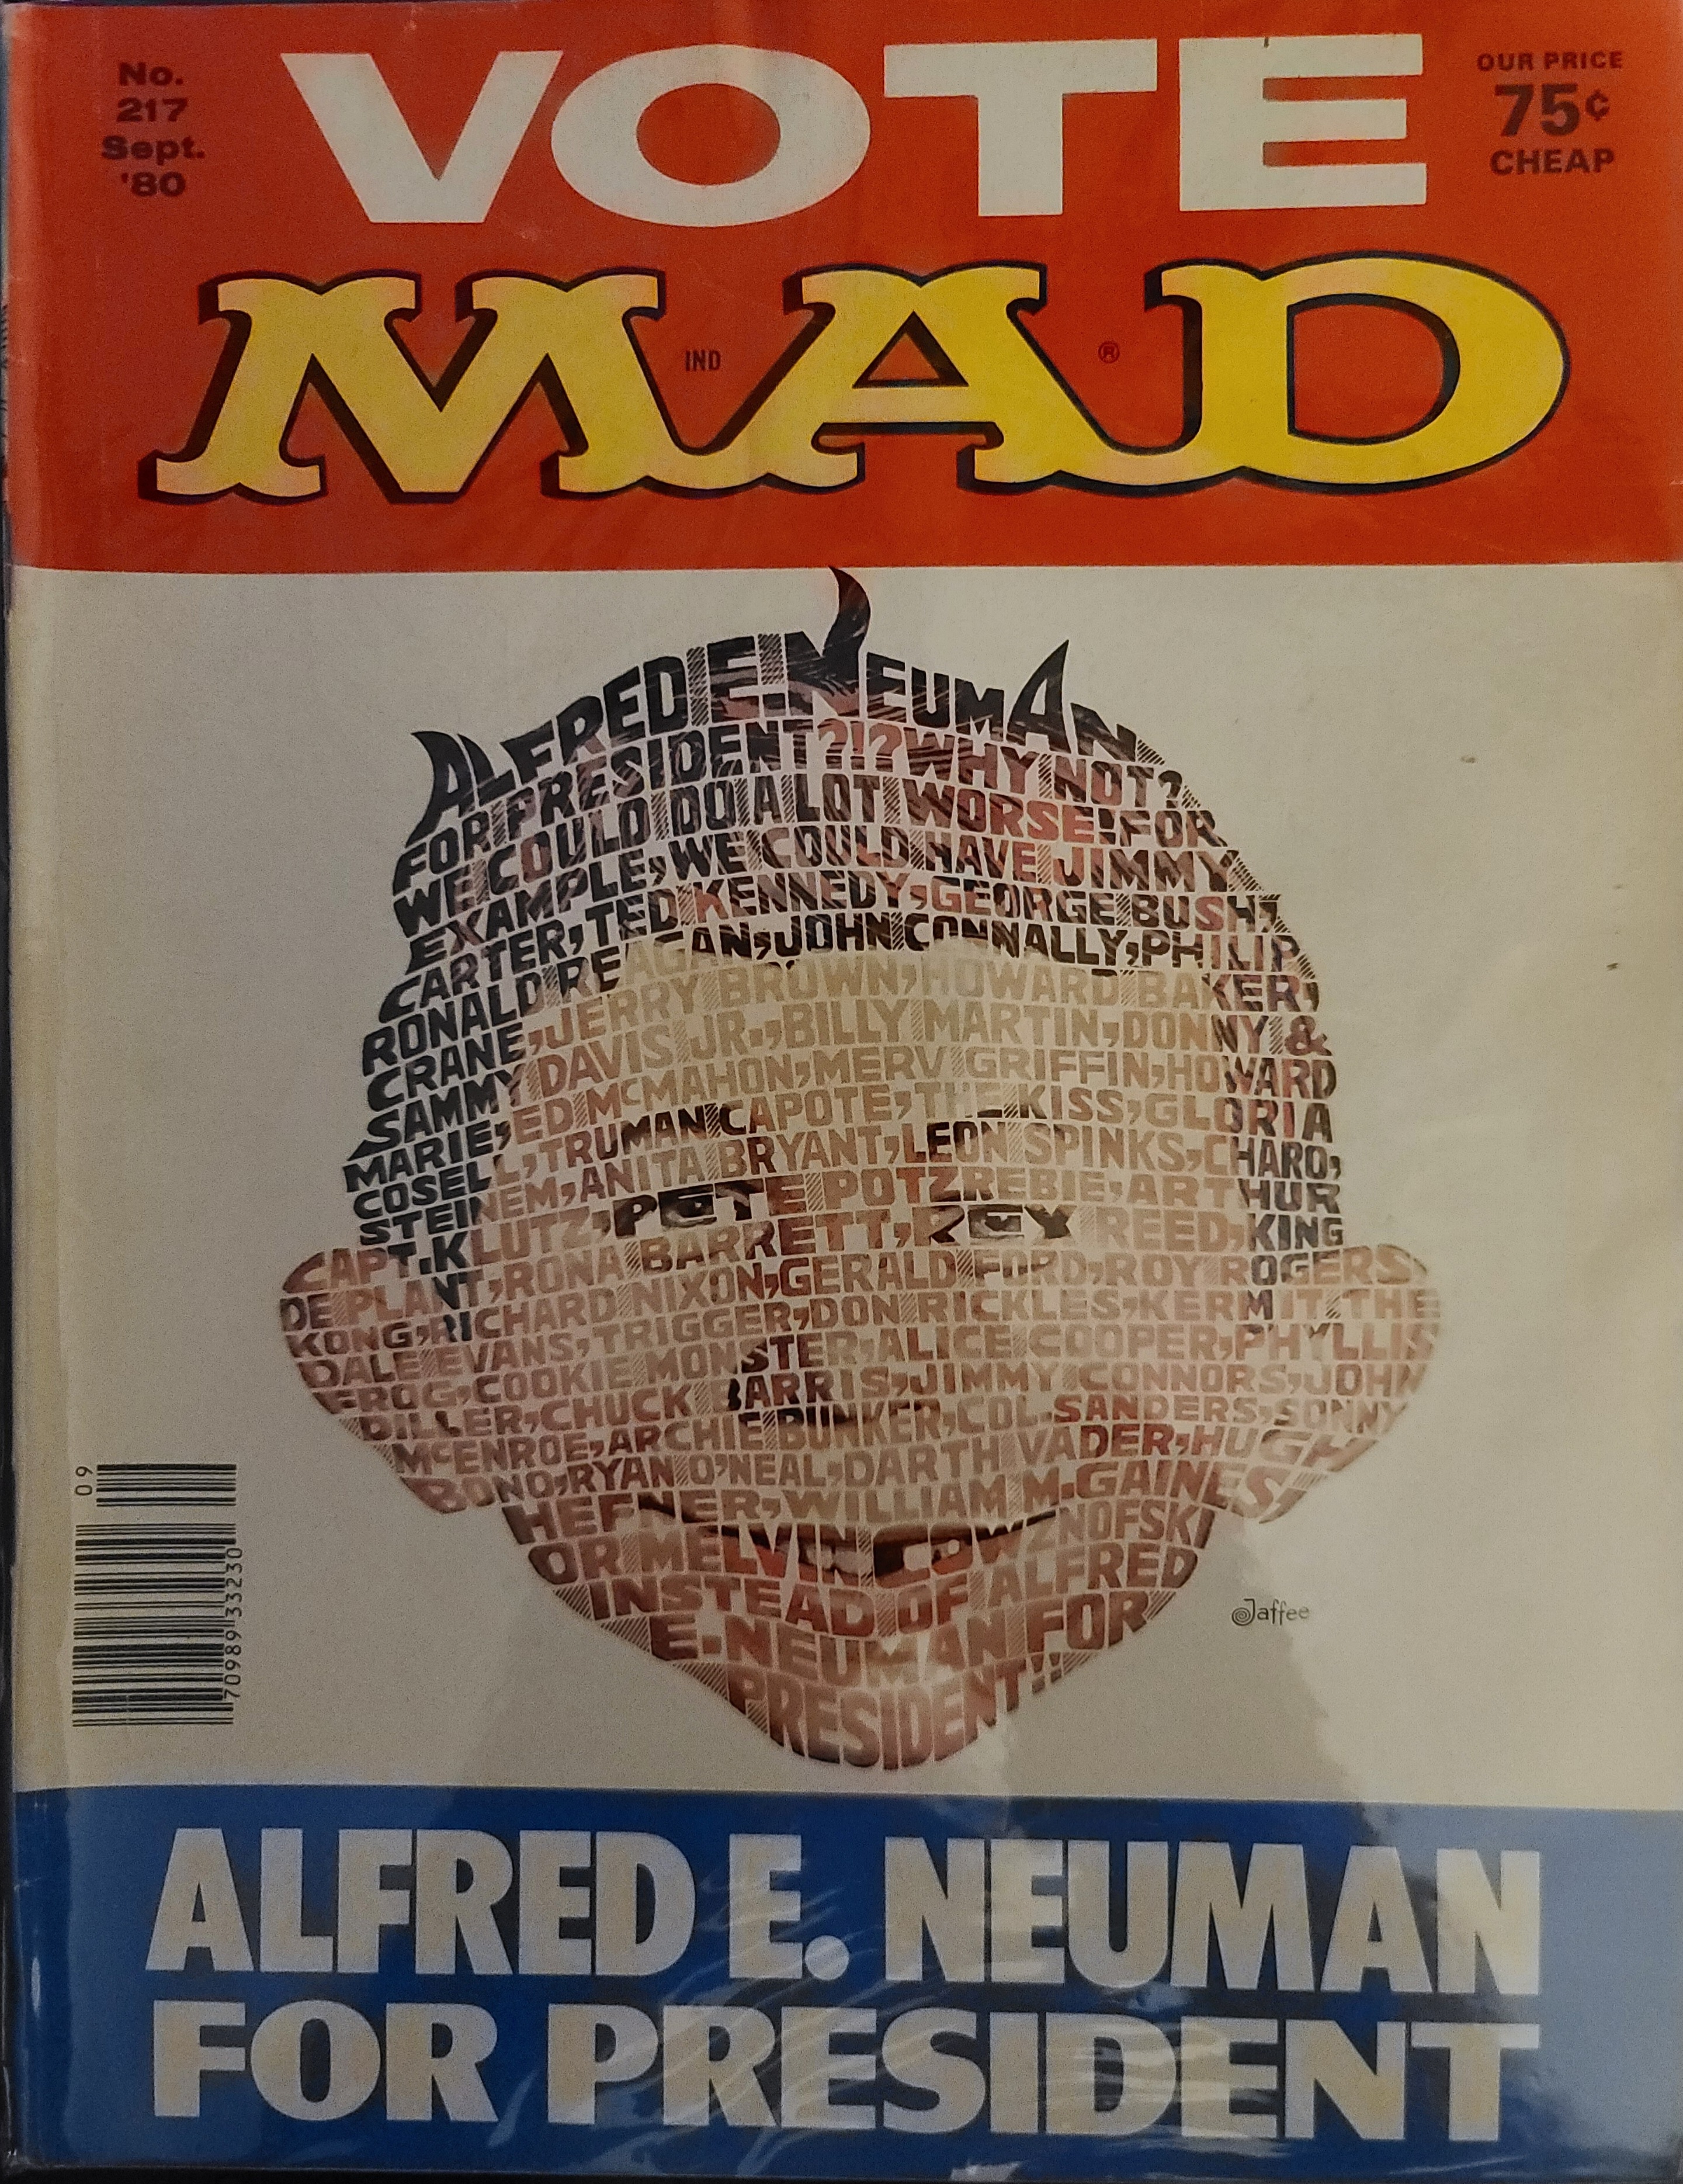 No.
217
Sept.
'80
VOTE
OUR PRICE
75¢
CHEAP
MAD
IND
®
ALFRED E. NEUMAN
FOR PRESIDENT?!? WHY NOT?
WE COULD DO A LOT WORSE! FOR
EXAMPLE, WE COULD HAVE JIMMY
CARTER, TED KENNEDY, GEORGE BUSH,
RONALD REAGAN, JOHN CONNALLY, PHILIP
CRANE, JERRY BROWN, HOWARD BAKER,
SAMMY DAVIS JR., BILLY MARTIN, DONNY &
MARIE, ED McMAHON, MERV GRIFFIN, HOWARD
COSELL, TRUMAN CAPOTE, THE KISS, GLORIA
STEINEM, ANITA BRYANT, LEON SPINKS, CHARO,
CAPT. KLUTZ, PETE POTZREBIE, ARTHUR
DE PLANT, RONA BARRETT, REX REED, KING
KONG, RICHARD NIXON, GERALD FORD, ROY ROGERS,
DALE EVANS, TRIGGER, DON RICKLES, KERMIT THE
FROG, COOKIE MONSTER, ALICE COOPER, PHYLLIS
DILLER, CHUCK BARRIS, JIMMY CONNORS, JOHN
McENROE, ARCHIE BUNKER, COL. SANDERS, SONNY
BONO, RYAN O'NEAL, DARTH VADER, HUGH
HEFNER, WILLIAM M. GAINES,
OR MELVIN COWZNOFSKI
INSTEAD OF ALFRED
E. NEUMAN FOR
PRESIDENT!!
Jaffee
09
70989 33230
ALFRED E. NEUMAN
FOR PRESIDENT